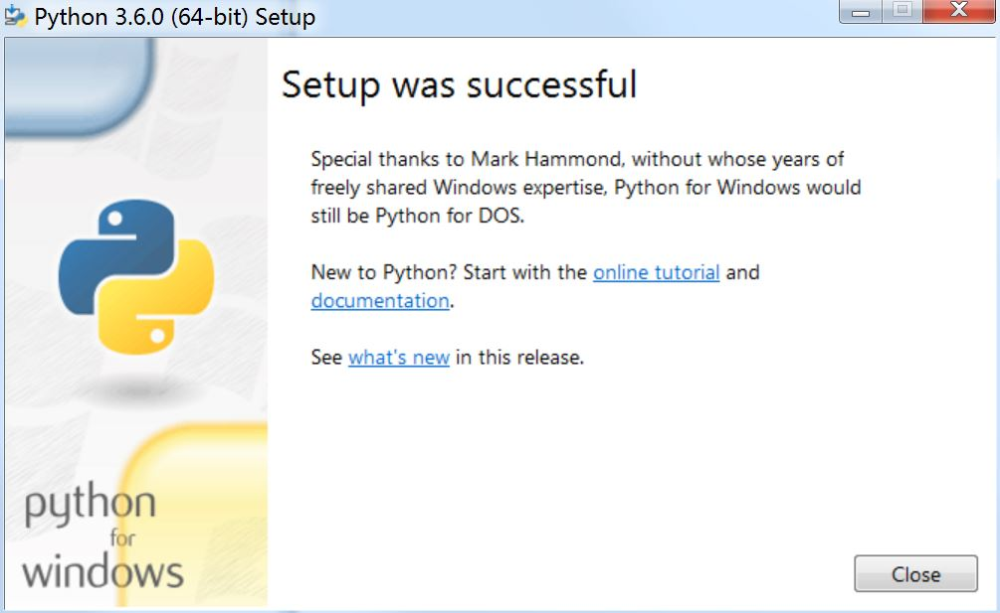 Python 3.6.0 (64-bit) Setup
Setup was successful
Special thanks to Mark Hammond, without whose years of
freely shared Windows expertise, Python for Windows would
still be Python for DOS.
New to Python? Start with the online tutorial and
documentation.
See what's new in this release.
python
for
windows
Close